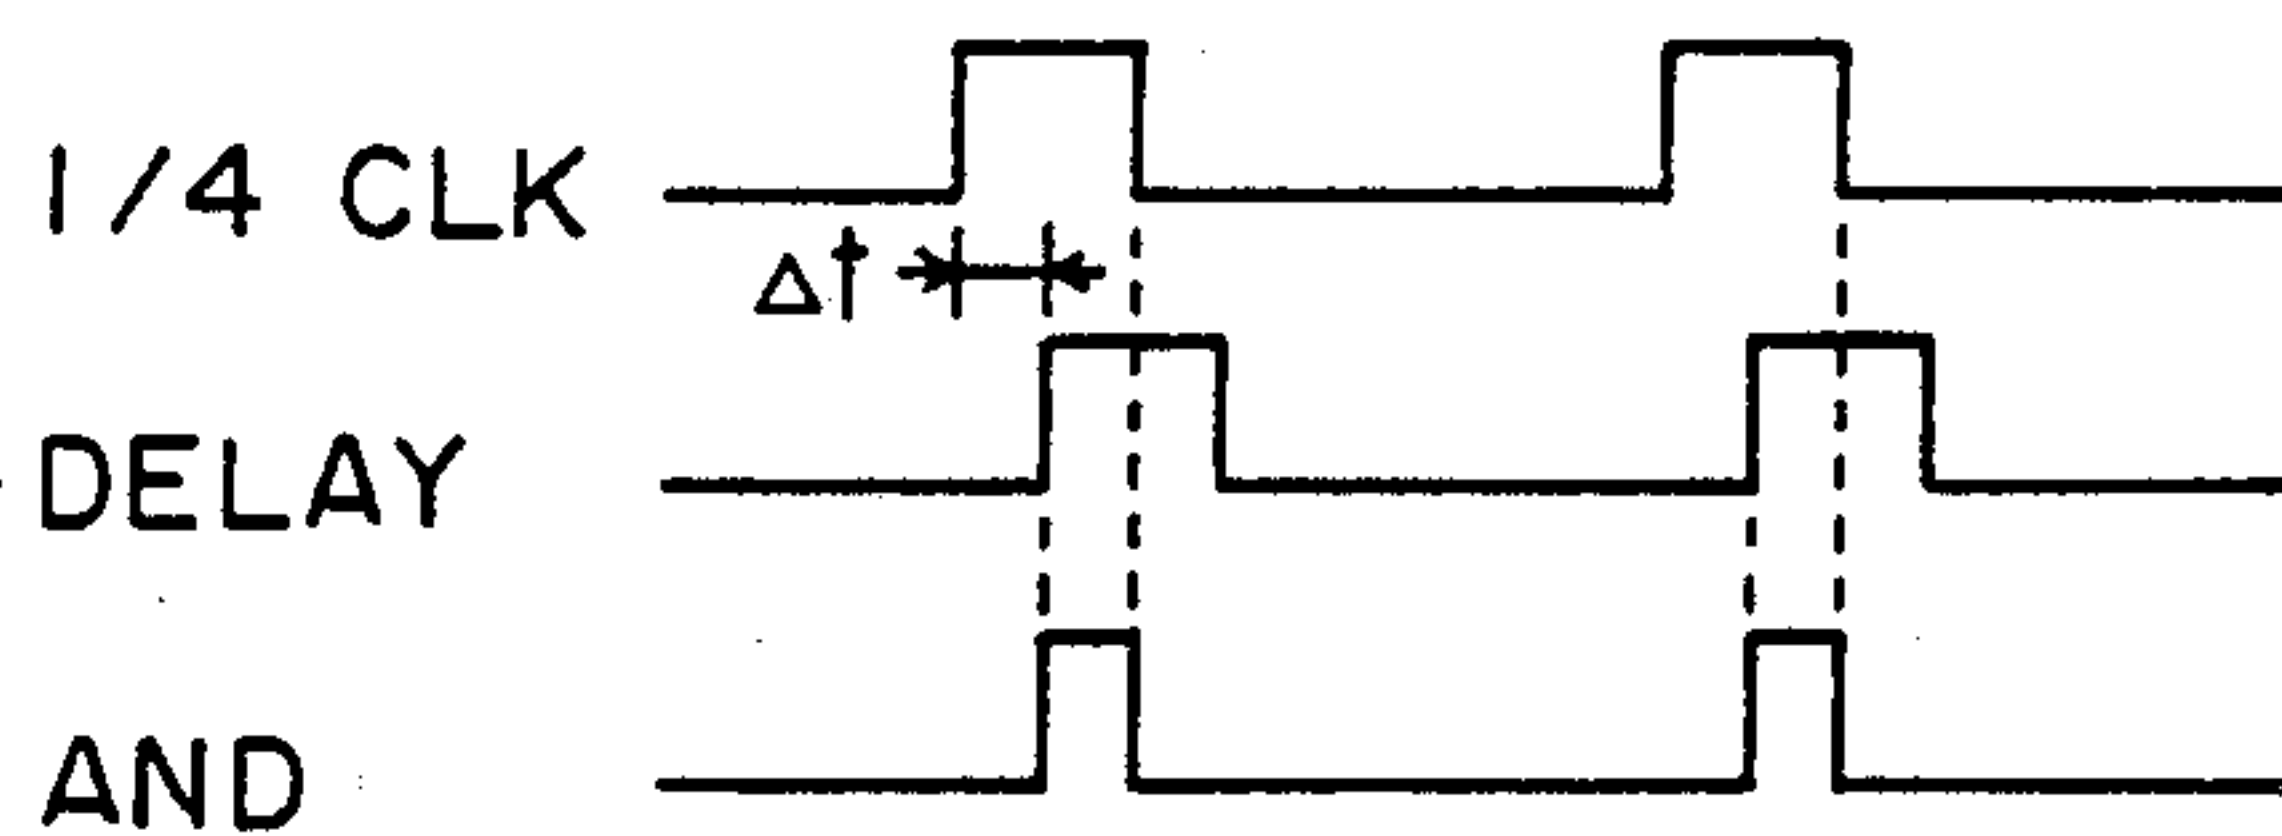 1/4 CLK
Δt
DELAY
AND